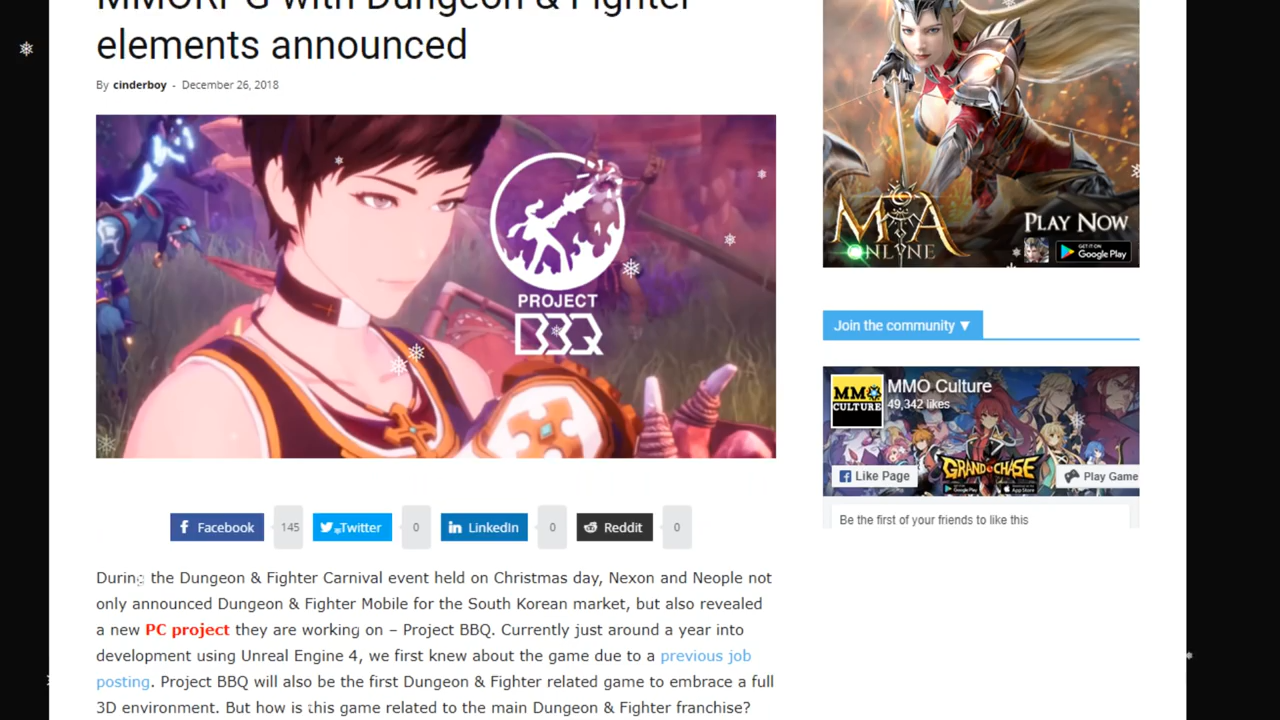 MMORPG with Dungeon & Fighter
elements announced
By cinderboy - December 26, 2018
PROJECT
BBQ
Facebook 145 Twitter 0 LinkedIn 0 Reddit 0
During the Dungeon & Fighter Carnival event held on Christmas day, Nexon and Neople not
only announced Dungeon & Fighter Mobile for the South Korean market, but also revealed
a new PC project they are working on – Project BBQ. Currently just around a year into
development using Unreal Engine 4, we first knew about the game due to a previous job
posting. Project BBQ will also be the first Dungeon & Fighter related game to embrace a full
3D environment. But how is this game related to the main Dungeon & Fighter franchise?
ONLINE
PLAY NOW
GET IT ON
Google Play
Join the community ▼
MMO CULTURE
MMO Culture
49,342 likes
GRANDCHASE
Like Page
Play Game
Be the first of your friends to like this